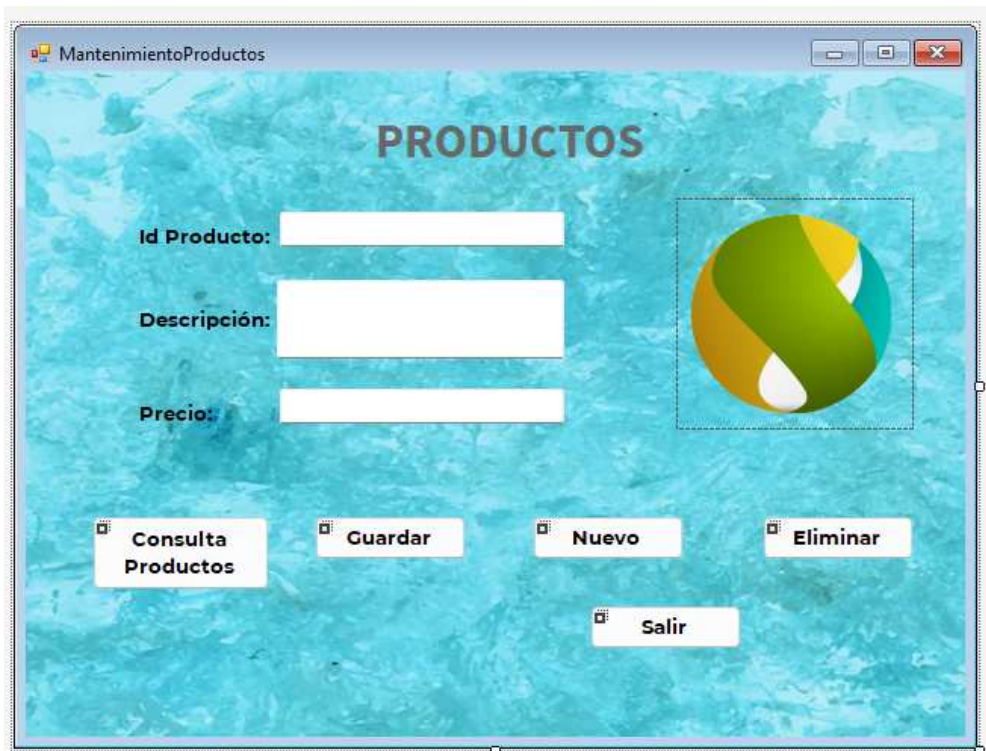 MantenimientoProductos
PRODUCTOS
Id Producto:
Descripción:
Precio:
Consulta
Productos
Guardar
Nuevo
Eliminar
Salir